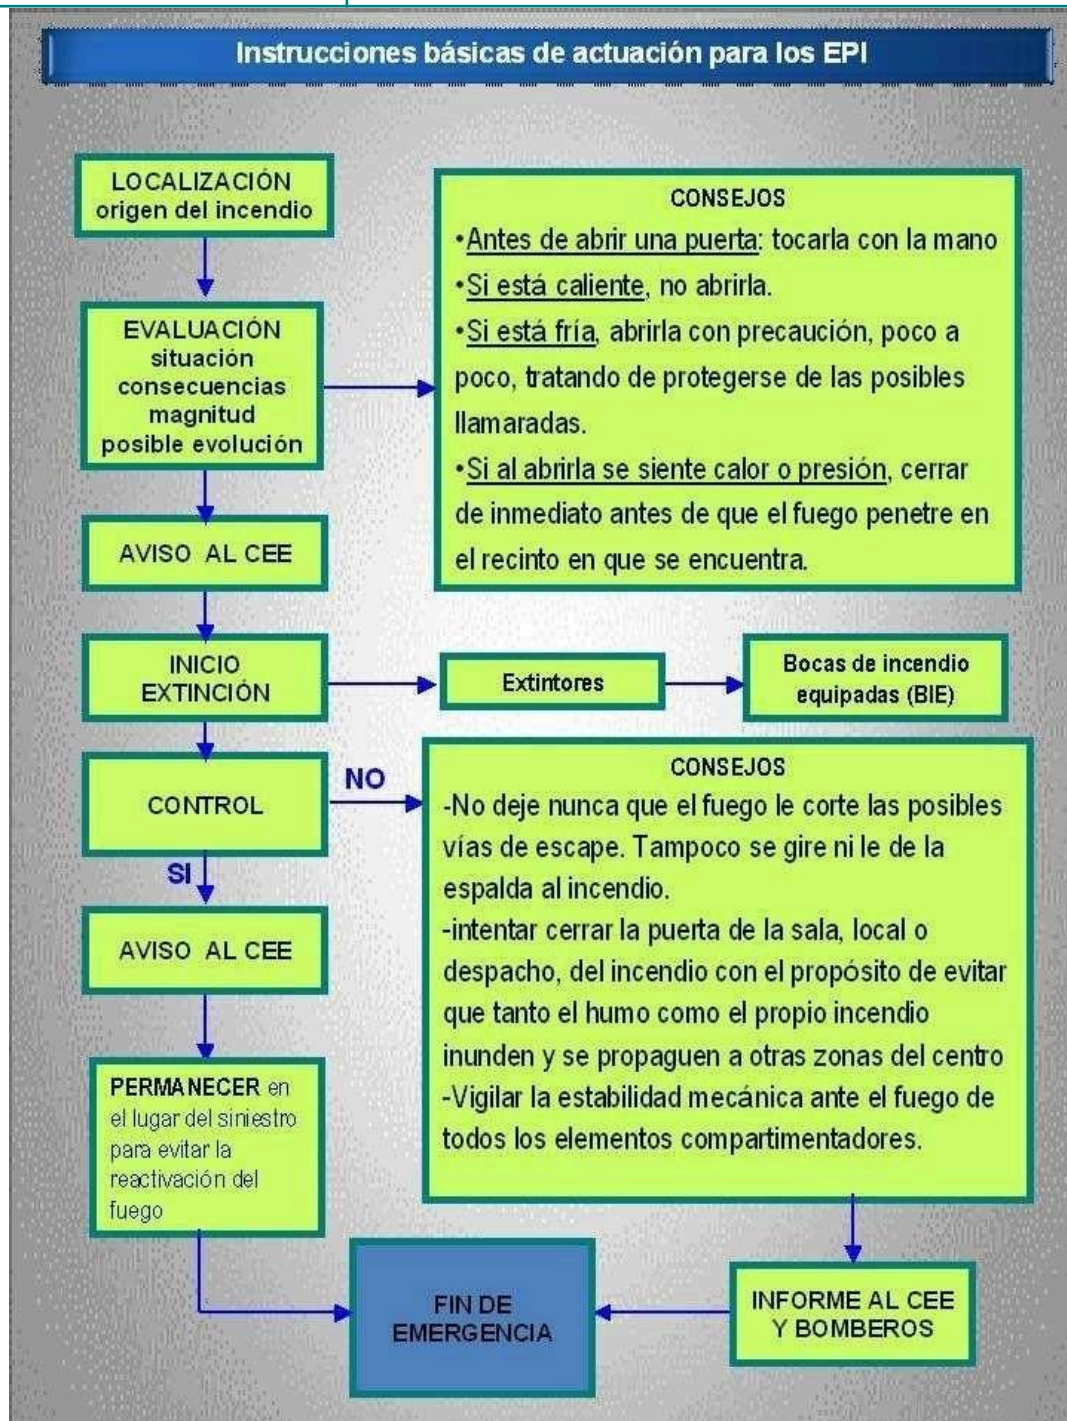 Instrucciones básicas de actuación para los EPI
LOCALIZACIÓN
origen del incendio
EVALUACIÓN
situación
consecuencias
magnitud
posible evolución
CONSEJOS
•Antes de abrir una puerta: tocarla con la mano
•Si está caliente, no abrirla.
•Si está fría, abrirla con precaución, poco a
poco, tratando de protegerse de las posibles
llamaradas.
•Si al abrirla se siente calor o presión, cerrar
de inmediato antes de que el fuego penetre en
el recinto en que se encuentra.
AVISO AL CEE
INICIO
EXTINCIÓN
Extintores
Bocas de incendio
equipadas (BIE)
CONTROL
NO
CONSEJOS
-No deje nunca que el fuego le corte las posibles
vías de escape. Tampoco se gire ni le de la
espalda al incendio.
-intentar cerrar la puerta de la sala, local o
despacho, del incendio con el propósito de evitar
que tanto el humo como el propio incendio
inunden y se propaguen a otras zonas del centro
-Vigilar la estabilidad mecánica ante el fuego de
todos los elementos compartimentadores.
SI
AVISO AL CEE
PERMANECER en
el lugar del siniestro
para evitar la
reactivación del
fuego
FIN DE
EMERGENCIA
INFORME AL CEE
Y BOMBEROS